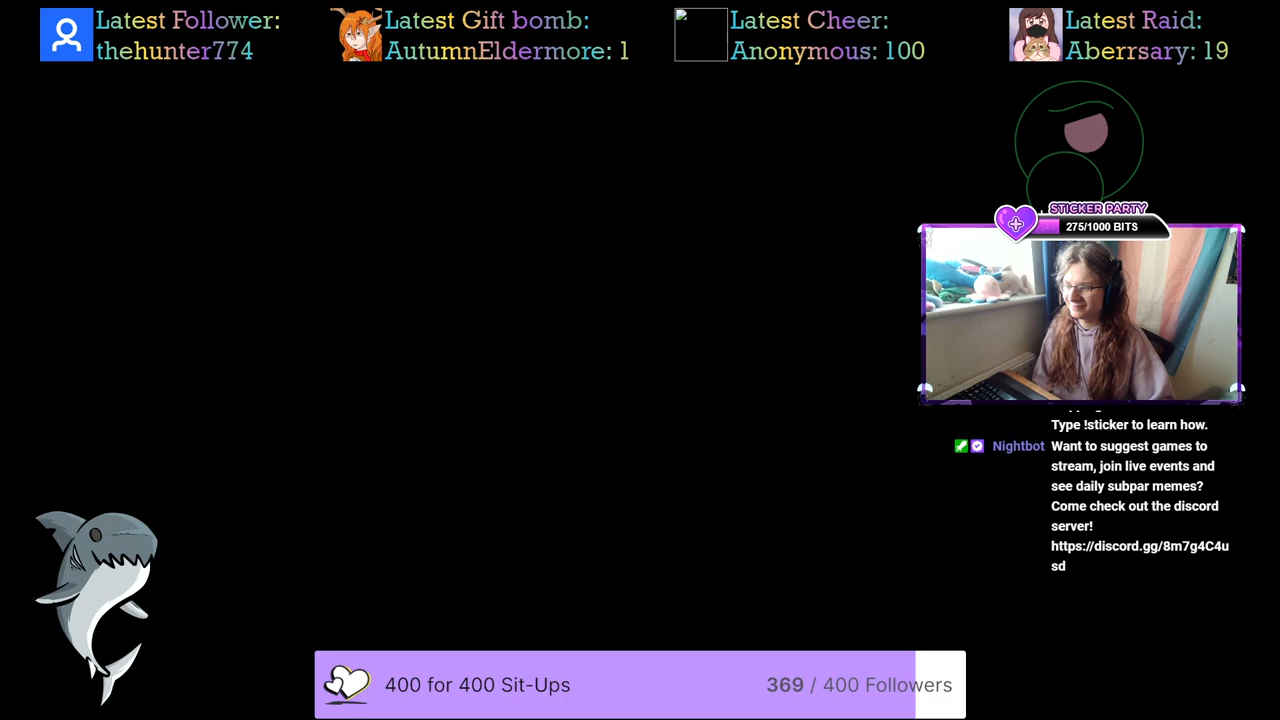 Latest Follower:
thehunter774
Latest Gift bomb:
AutumnEldermore: 1
Latest Cheer:
Anonymous: 100
Latest Raid:
Aberrsary: 19
STICKER PARTY
275/1000 BITS
Type !sticker to learn how.
Nightbot Want to suggest games to
stream, join live events and
see daily subpar memes?
Come check out the discord
server!
https://discord.gg/8m7g4C4u
sd
400 for 400 Sit-Ups
369 / 400 Followers